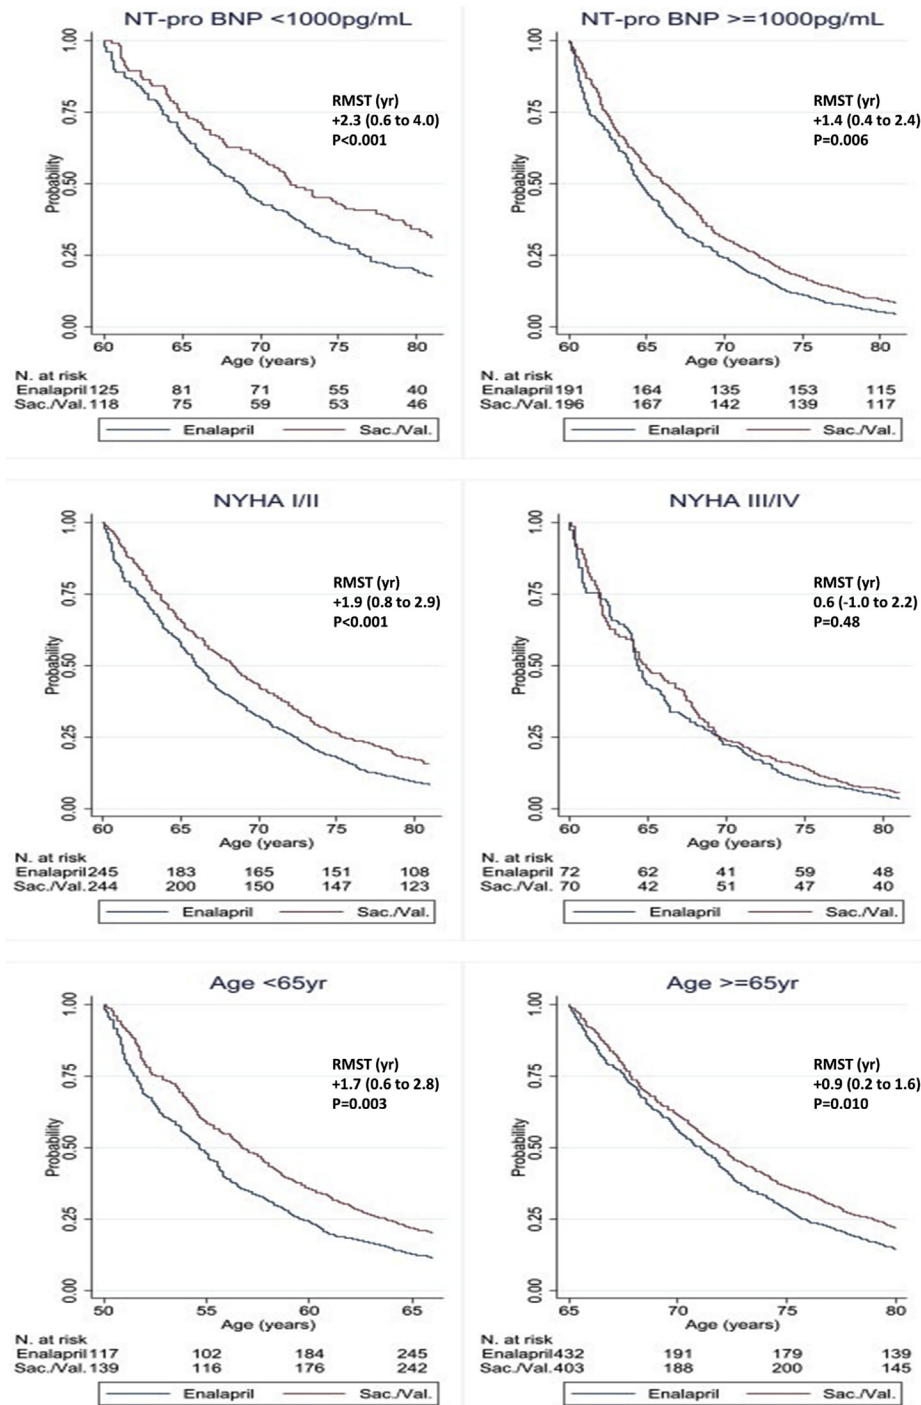 NT-pro BNP <1000pg/mL
RMST (yr)
+2.3 (0.6 to 4.0)
P<0.001
Probability
0.00 0.25 0.50 0.75 1.00
60 65 70 75 80
Age (years)
N. at risk
Enalapril 125 81 71 55 40
Sac./Val. 118 75 59 53 46
Enalapril Sac./Val.
NT-pro BNP >=1000pg/mL
RMST (yr)
+1.4 (0.4 to 2.4)
P=0.006
Probability
0.00 0.25 0.50 0.75 1.00
60 65 70 75 80
Age (years)
N. at risk
Enalapril 191 164 135 153 115
Sac./Val. 196 167 142 139 117
Enalapril Sac./Val.
NYHA I/II
RMST (yr)
+1.9 (0.8 to 2.9)
P<0.001
Probability
0.00 0.25 0.50 0.75 1.00
60 65 70 75 80
Age (years)
N. at risk
Enalapril 245 183 165 151 108
Sac./Val. 244 200 150 147 123
Enalapril Sac./Val.
NYHA III/IV
RMST (yr)
0.6 (-1.0 to 2.2)
P=0.48
Probability
0.00 0.25 0.50 0.75 1.00
60 65 70 75 80
Age (years)
N. at risk
Enalapril 72 62 41 59 48
Sac./Val. 70 42 51 47 40
Enalapril Sac./Val.
Age <65yr
RMST (yr)
+1.7 (0.6 to 2.8)
P=0.003
Probability
0.00 0.25 0.50 0.75 1.00
50 55 60 65
Age (years)
N. at risk
Enalapril 117 102 184 245
Sac./Val. 139 116 176 242
Enalapril Sac./Val.
Age >=65yr
RMST (yr)
+0.9 (0.2 to 1.6)
P=0.010
Probability
0.00 0.25 0.50 0.75 1.00
65 70 75 80
Age (years)
N. at risk
Enalapril 432 191 179 139
Sac./Val. 403 188 200 145
Enalapril Sac./Val.